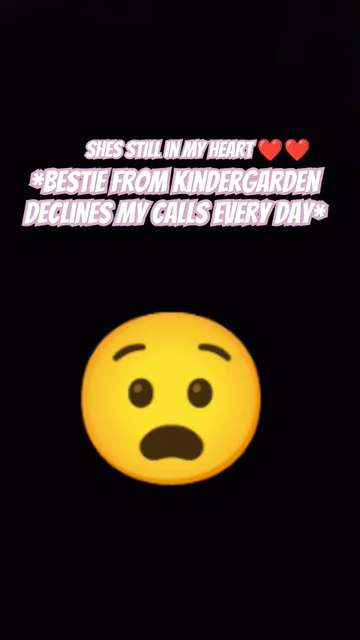 SHES STILL IN MY HEART ❤️❤️
*BESTIE FROM KINDERGARDEN
DECLINES MY CALLS EVERY DAY*